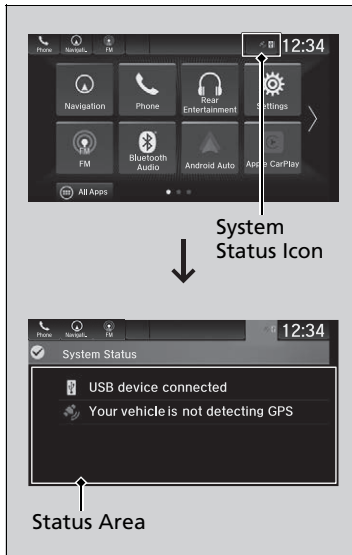 Phone Navigati.. FM 12:34
Navigation Phone Rear Entertainment Settings
FM Bluetooth Audio Android Auto Apple CarPlay
All Apps
System
Status Icon
Phone Navigati.. FM 12:34
System Status
USB device connected
Your vehicle is not detecting GPS
Status Area